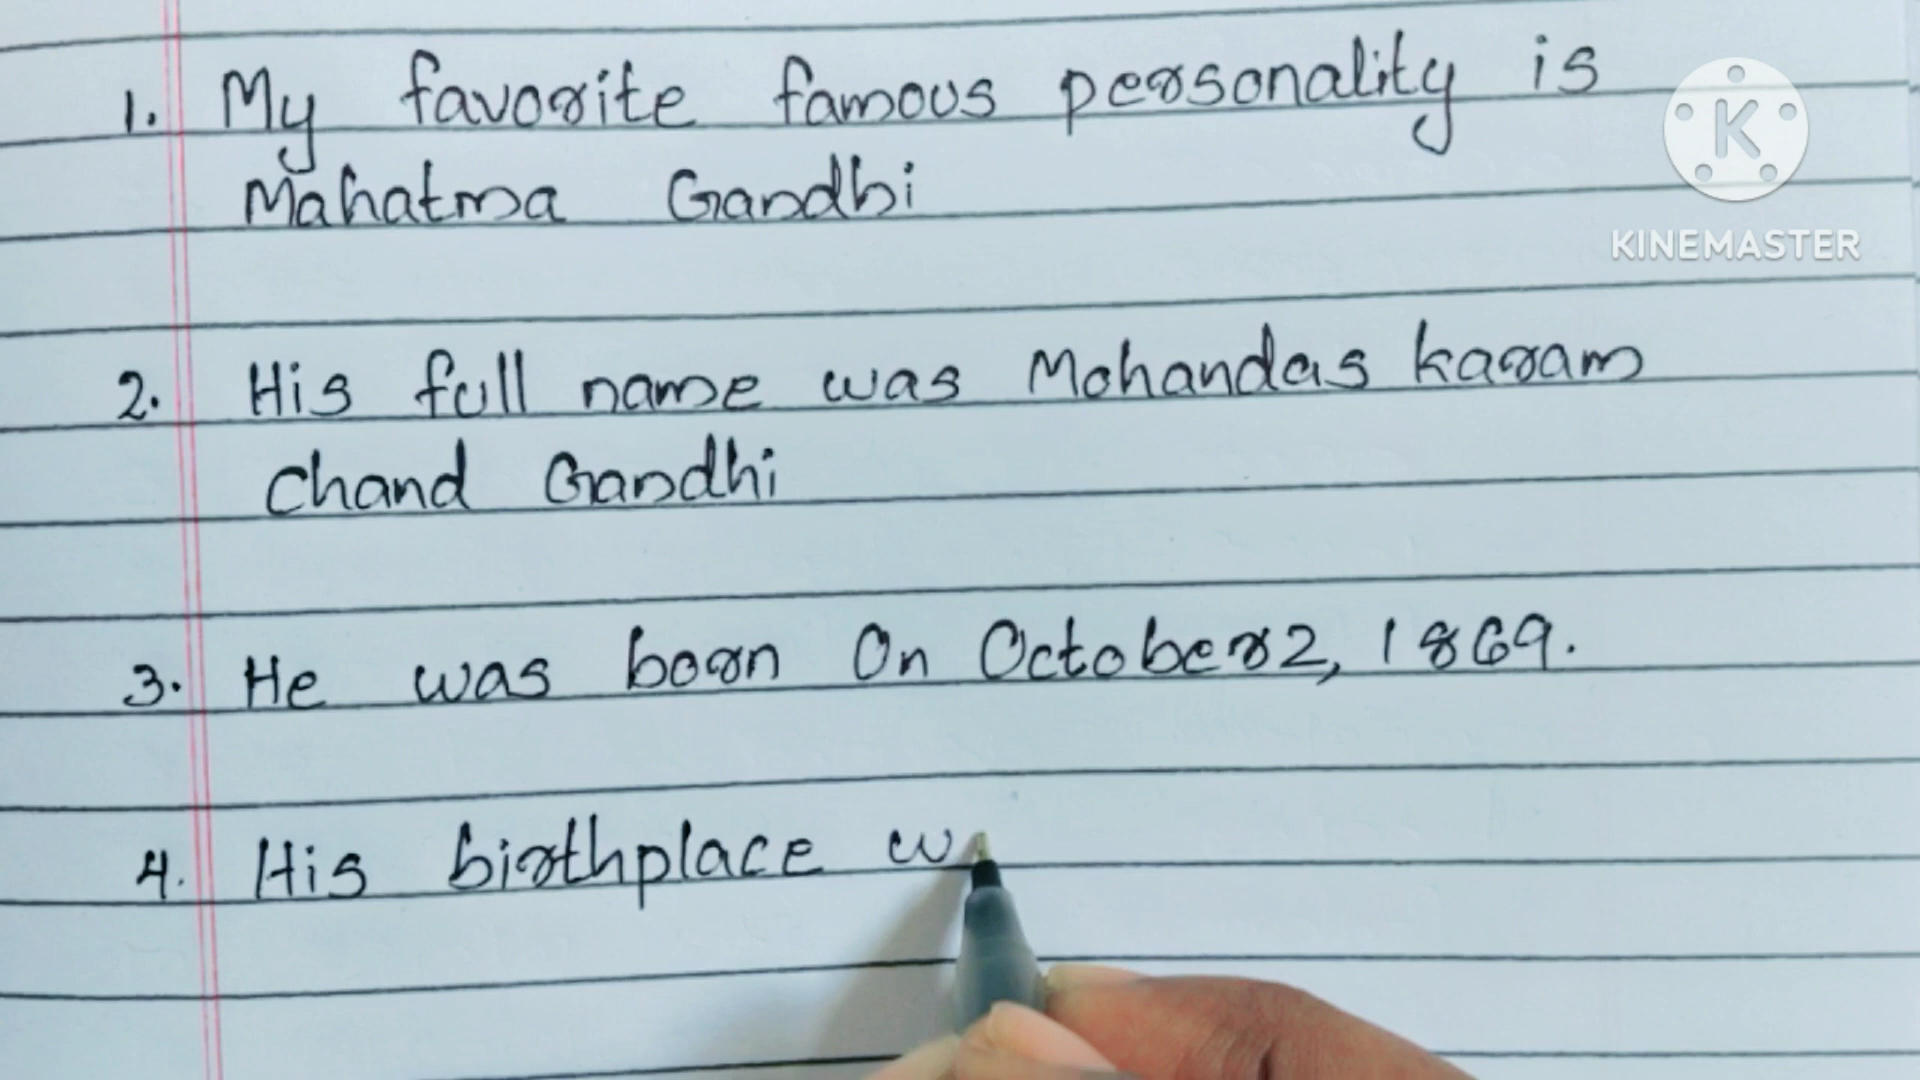 1. My favorite famous personality is
Mahatma Gandhi
2. His full name was Mohandas karam
chand Gandhi
3. He was born On October 2, 1869.
4. His birthplace w
K
KINEMASTER